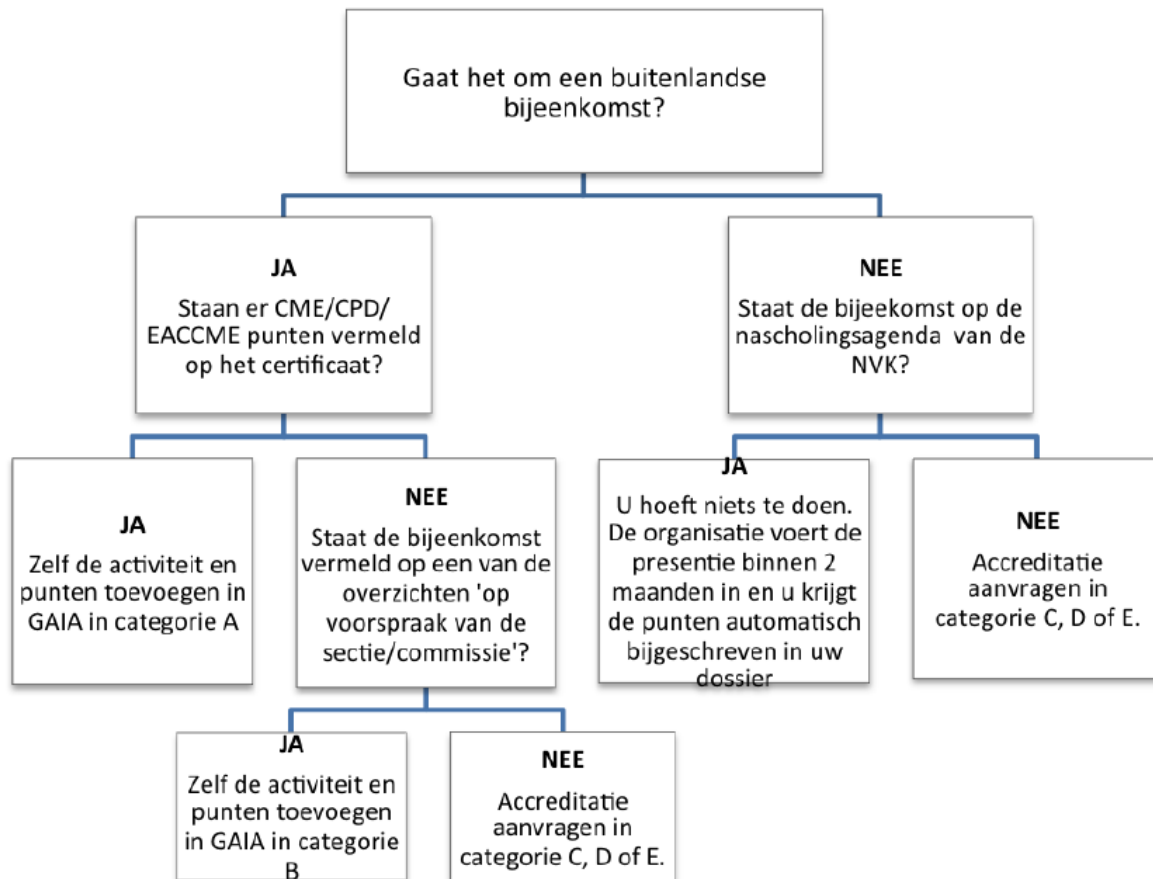 Gaat het om een buitenlandse
bijeenkomst?
JA
Staan er CME/CPD/
EACCME punten vermeld
op het certificaat?
NEE
Staat de bijeekomst op de
nascholingsagenda van de
NVK?
JA
Zelf de activiteit en
punten toevoegen in
GAIA in categorie A
NEE
Staat de bijeenkomst
vermeld op een van de
overzichten 'op
voorspraak van de
sectie/commissie'?
JA
U hoeft niets te doen.
De organisatie voert de
presentie binnen 2
maanden in en u krijgt
de punten automatisch
bijgeschreven in uw
dossier
NEE
Accreditatie
aanvragen in
categorie C, D of E.
JA
Zelf de activiteit en
punten toevoegen
in GAIA in categorie
B
NEE
Accreditatie
aanvragen in
categorie C, D of E.